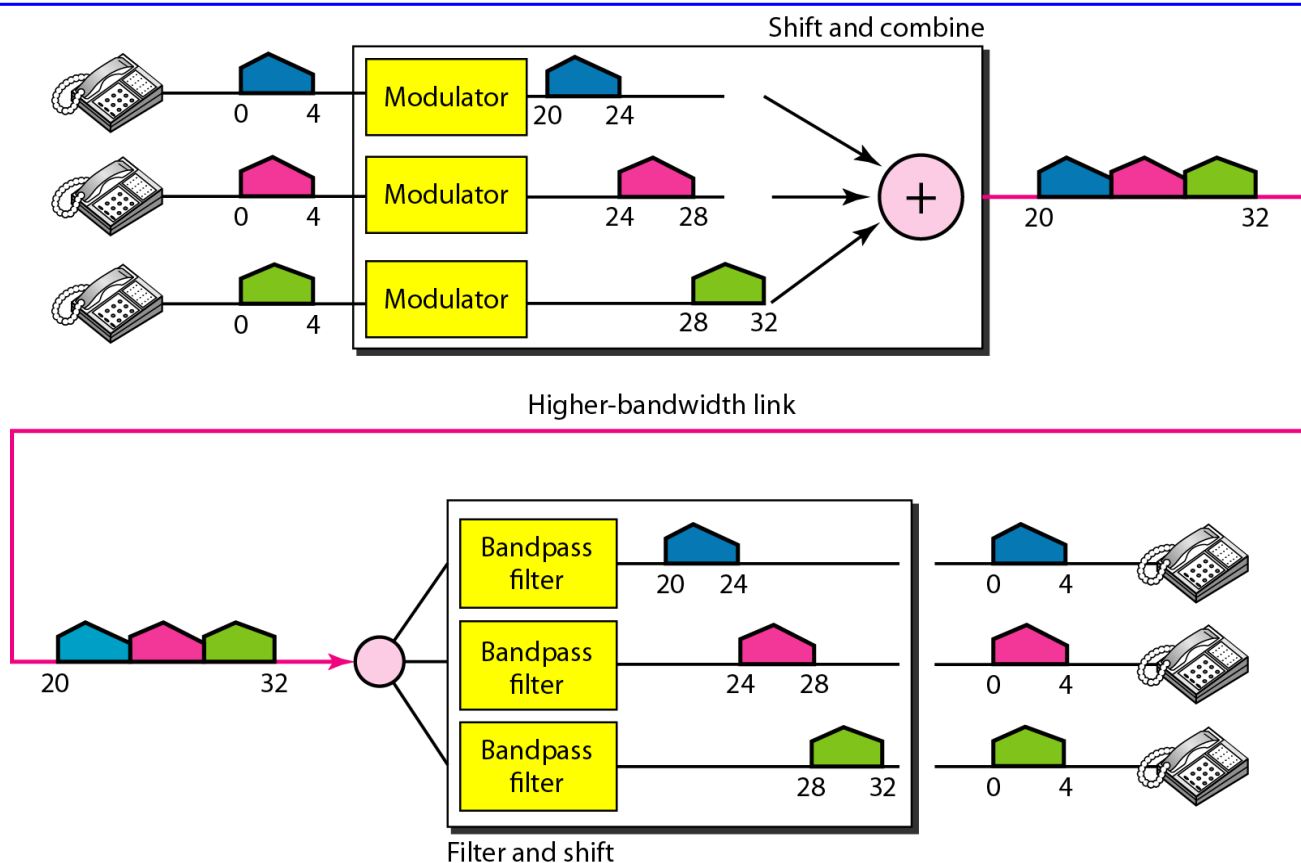 Shift and combine
0 4
Modulator
20 24
0 4
Modulator
24 28
+
20 32
0 4
Modulator
28 32
Higher-bandwidth link
Bandpass
filter
20 24
0 4
20 32
Bandpass
filter
24 28
0 4
Bandpass
filter
28 32
0 4
Filter and shift